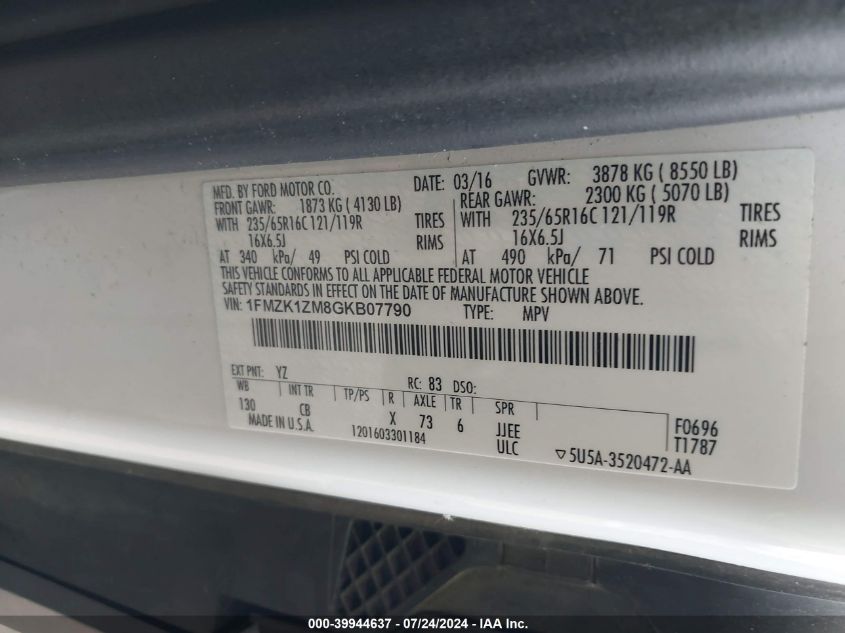 MFD. BY FORD MOTOR CO.
DATE: 03/16 GVWR: 3878 KG ( 8550 LB)
FRONT GAWR: 1873 KG ( 4130 LB)
REAR GAWR: 2300 KG ( 5070 LB)
WITH 235/65R16C 121/119R TIRES
WITH 235/65R16C 121/119R TIRES
16X6.5J RIMS
16X6.5J RIMS
AT 340 kPa/ 49 PSI COLD
AT 490 kPa/ 71 PSI COLD
THIS VEHICLE CONFORMS TO ALL APPLICABLE FEDERAL MOTOR VEHICLE
SAFETY STANDARDS IN EFFECT ON THE DATE OF MANUFACTURE SHOWN ABOVE.
VIN: 1FMZK1ZM8GKB07790 TYPE: MPV
EXT PNT: YZ RC: 83 DSO:
WB INT TR TP/PS R AXLE TR SPR
130 CB X 73 6 JJEE F0696
MADE IN U.S.A. 1201603301184 ULC ▽5U5A-3520472-AA T1787
000-39944637 - 07/24/2024 - IAA Inc.